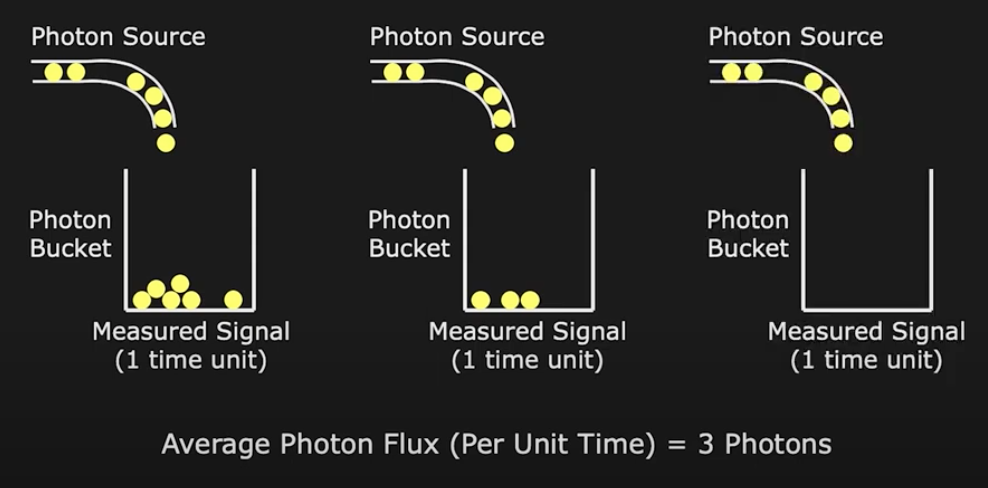 Photon Source
Photon Source
Photon Source
Photon
Bucket
Photon
Bucket
Photon
Bucket
Measured Signal
(1 time unit)
Measured Signal
(1 time unit)
Measured Signal
(1 time unit)
Average Photon Flux (Per Unit Time) = 3 Photons